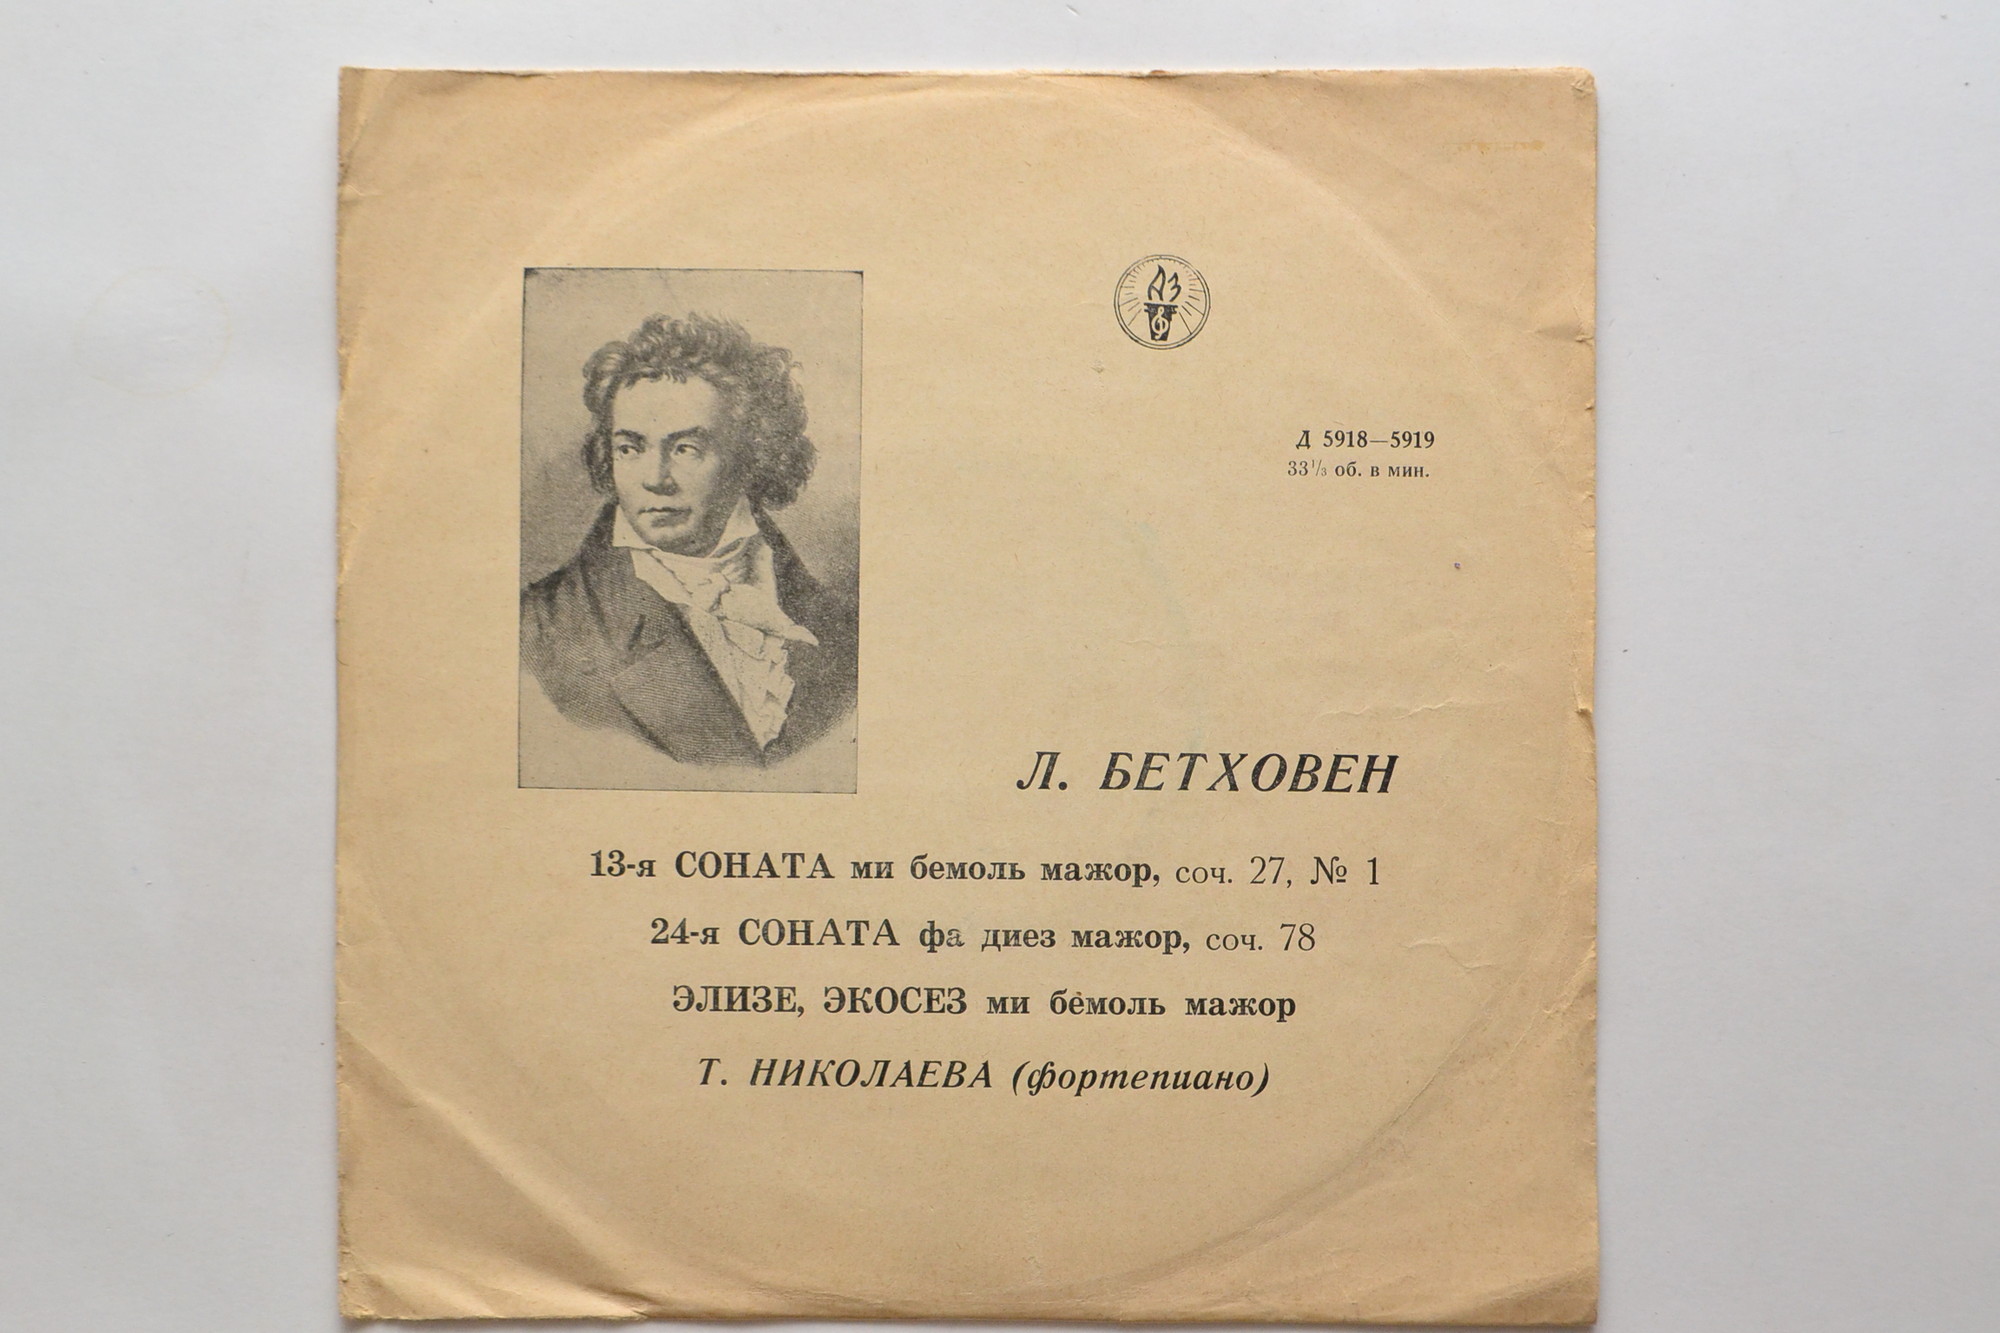 АЗ
Д 5918—5919
33⅓ об. в мин.
Л. БЕТХОВЕН
13-я СОНАТА ми бемоль мажор, соч. 27, № 1
24-я СОНАТА фа диез мажор, соч. 78
ЭЛИЗЕ, ЭКОСЕЗ ми бемоль мажор
Т. НИКОЛАЕВА (фортепиано)